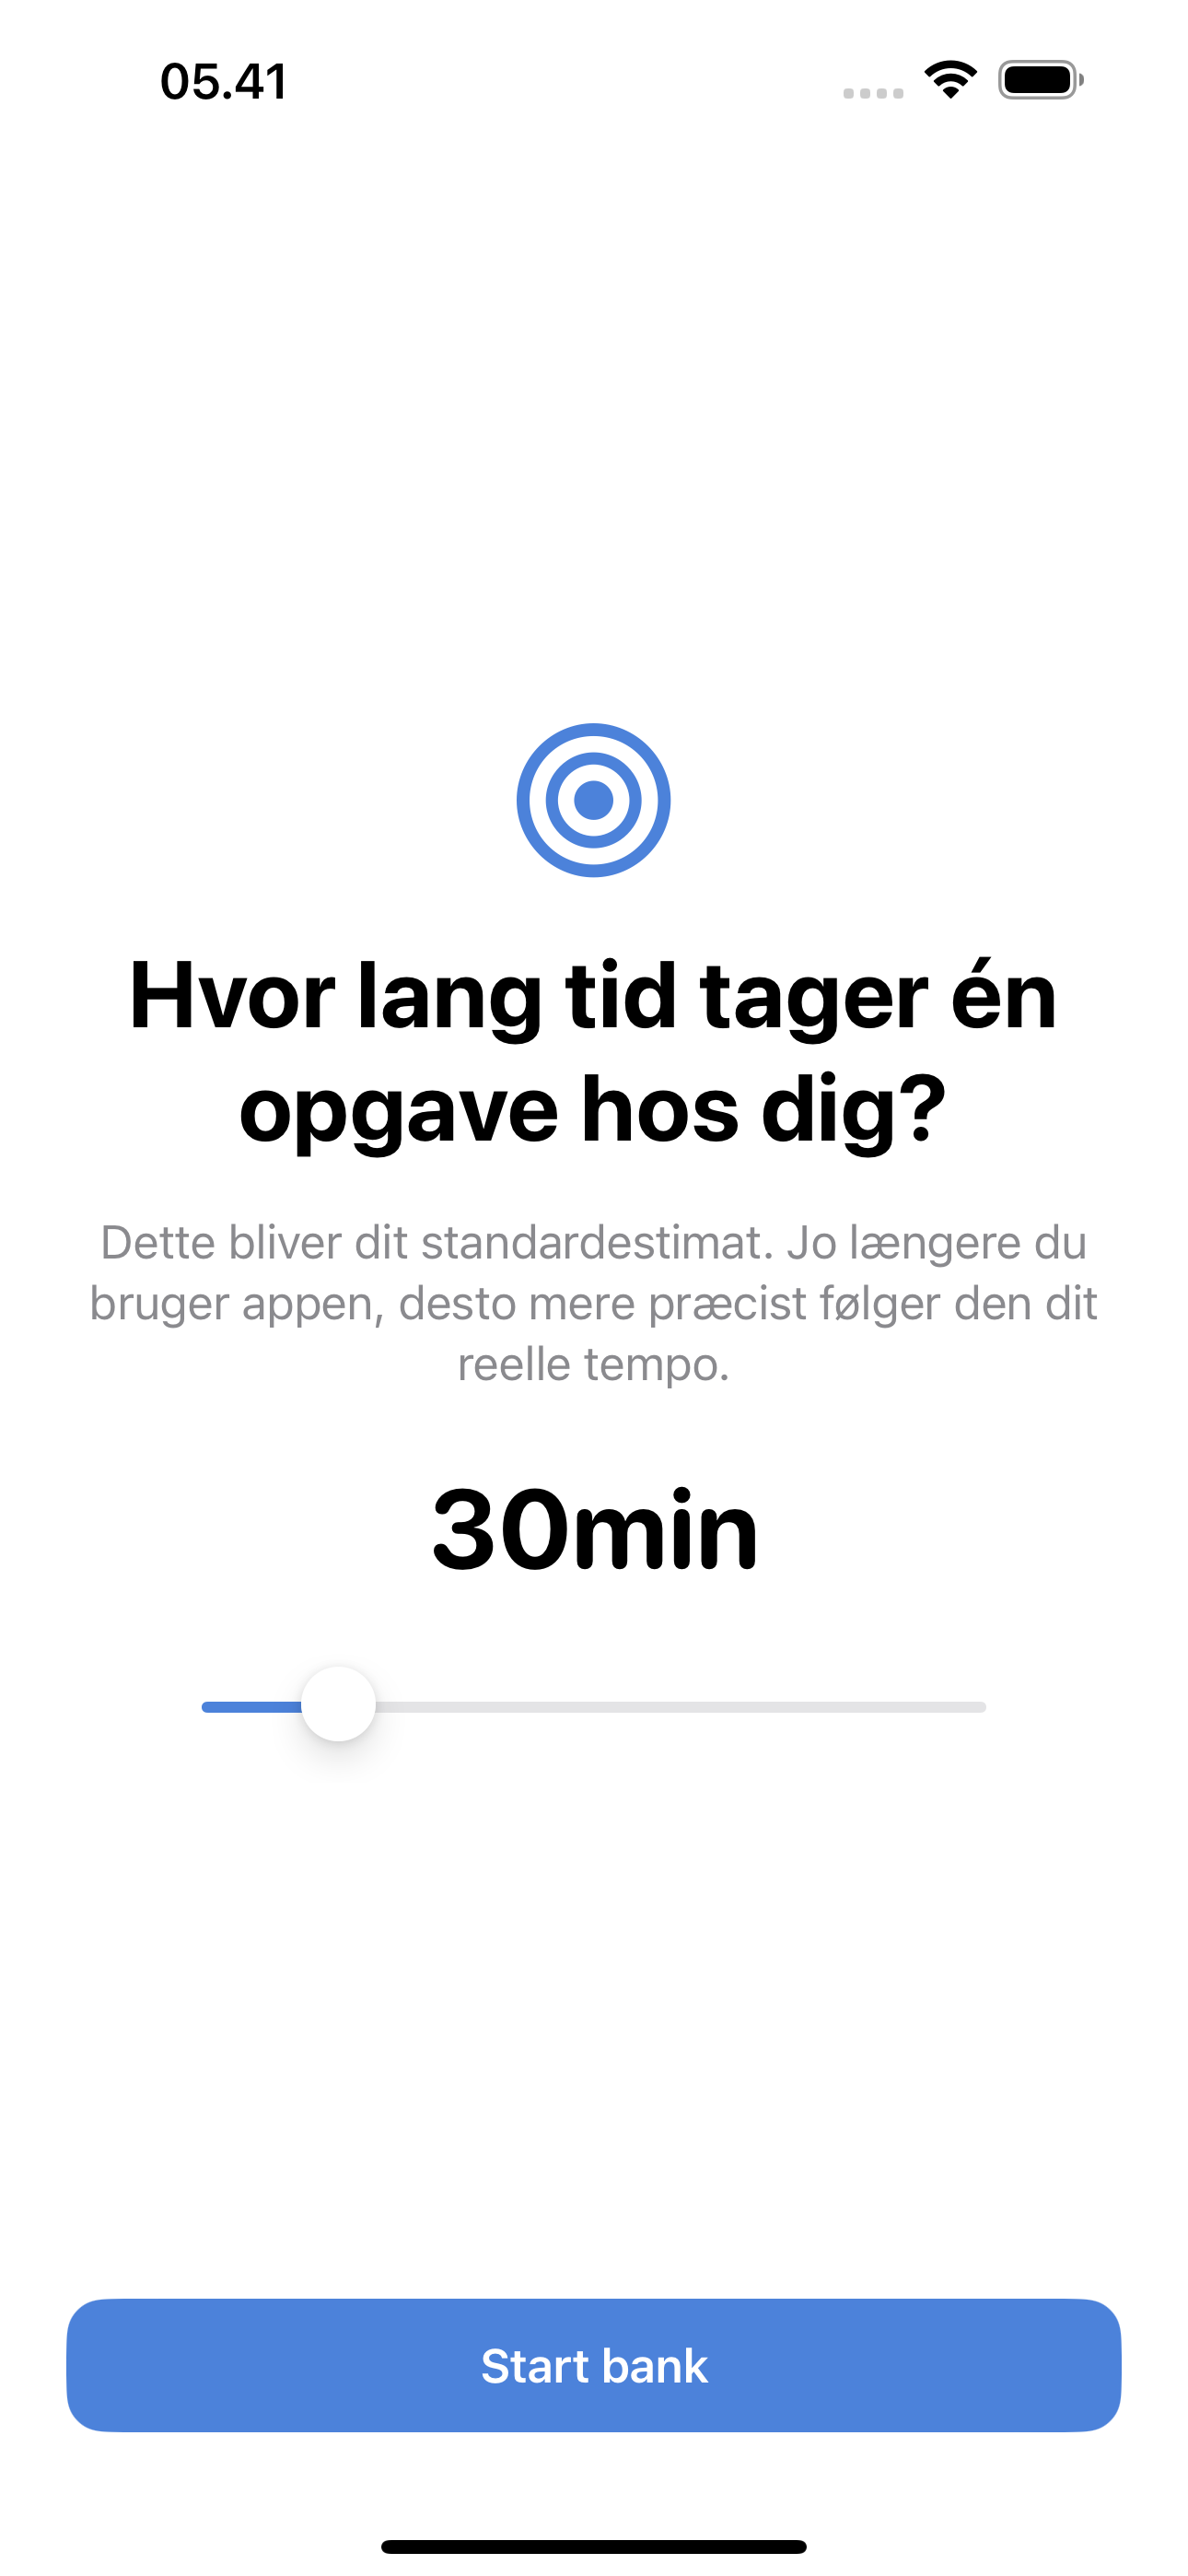 05.41
Hvor lang tid tager én
opgave hos dig?
Dette bliver dit standardestimat. Jo længere du
bruger appen, desto mere præcist følger den dit
reelle tempo.
30min
Start bank